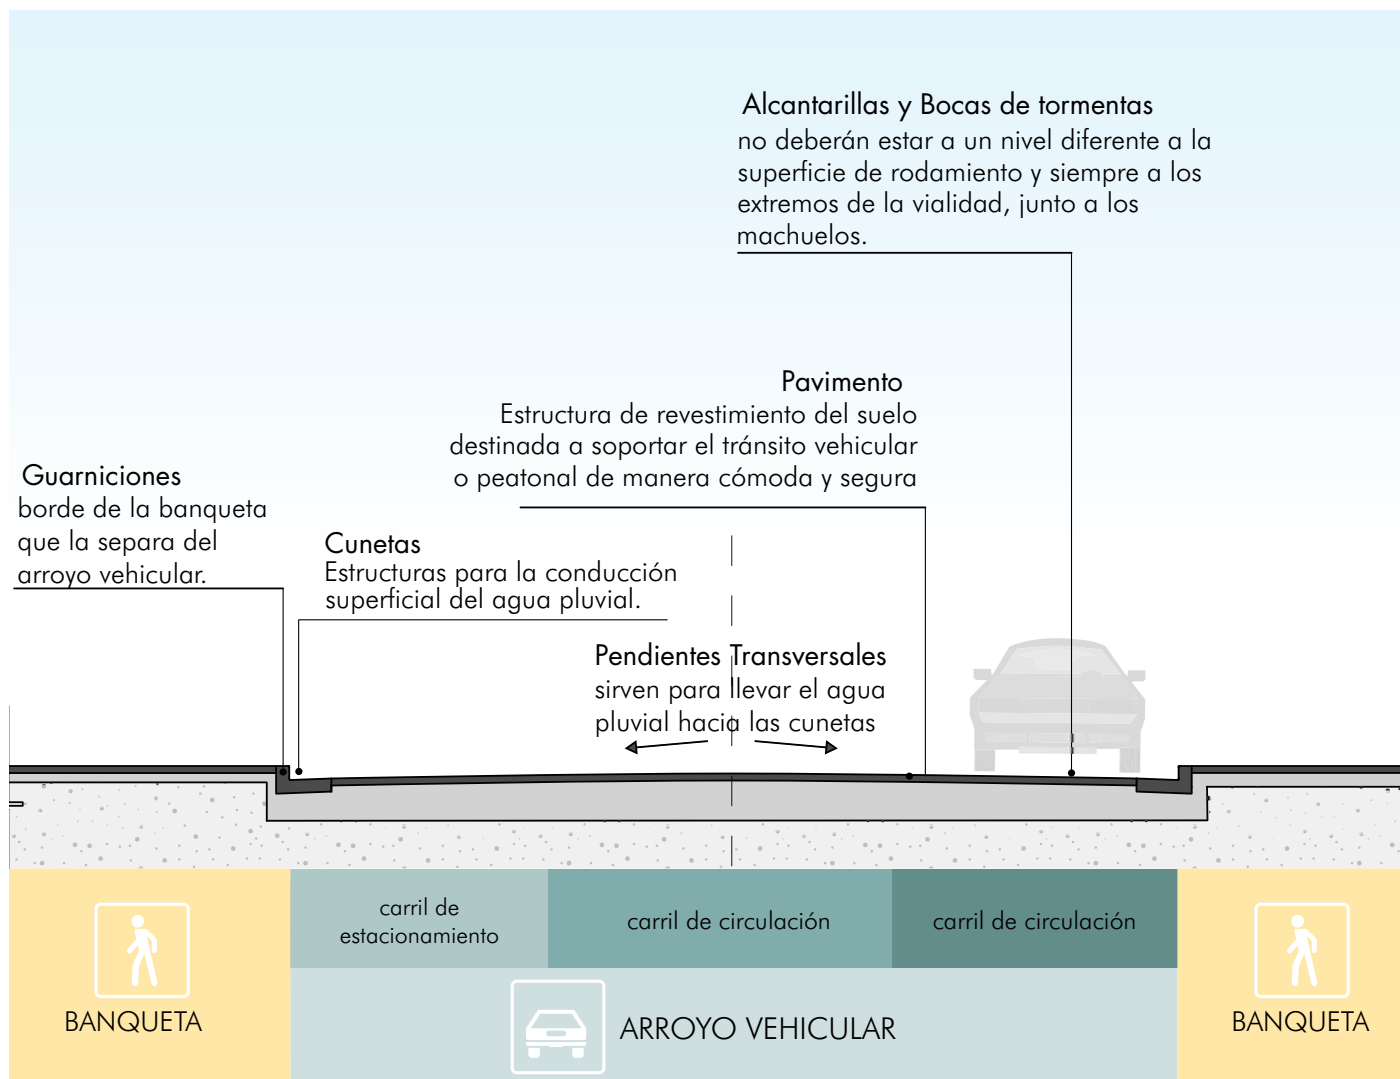 Alcantarillas y Bocas de tormentas
no deberán estar a un nivel diferente a la
superficie de rodamiento y siempre a los
extremos de la vialidad, junto a los
machuelos.
Pavimento
Estructura de revestimiento del suelo
destinada a soportar el tránsito vehicular
o peatonal de manera cómoda y segura
Guarniciones
borde de la banqueta
que la separa del
arroyo vehicular.
Cunetas
Estructuras para la conducción
superficial del agua pluvial.
Pendientes Transversales
sirven para llevar el agua
pluvial hacia las cunetas
carril de
estacionamiento
carril de circulación
carril de circulación
BANQUETA
ARROYO VEHICULAR
BANQUETA